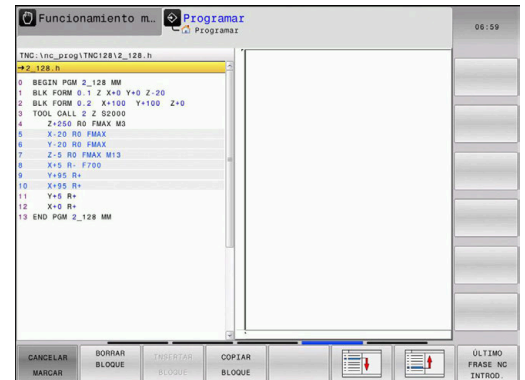 Funcionamiento m…
Programar
Programar
06:59
TNC:\nc_prog\TNC128\2_128.h
→2_128.h
0 BEGIN PGM 2_128 MM
1 BLK FORM 0.1 Z X+0 Y+0 Z-20
2 BLK FORM 0.2 X+100 Y+100 Z+0
3 TOOL CALL 2 Z S2000
4 Z+250 R0 FMAX M3
5 X-20 R0 FMAX
6 Y-20 R0 FMAX
7 Z-5 R0 FMAX M13
8 X+5 R- F700
9 Y+95 R+
10 X+95 R+
11 Y+5 R+
12 X+0 R+
13 END PGM 2_128 MM
CANCELAR MARCAR
BORRAR BLOQUE
INSERTAR BLOQUE
COPIAR BLOQUE
ÚLTIMO FRASE NC INTROD.